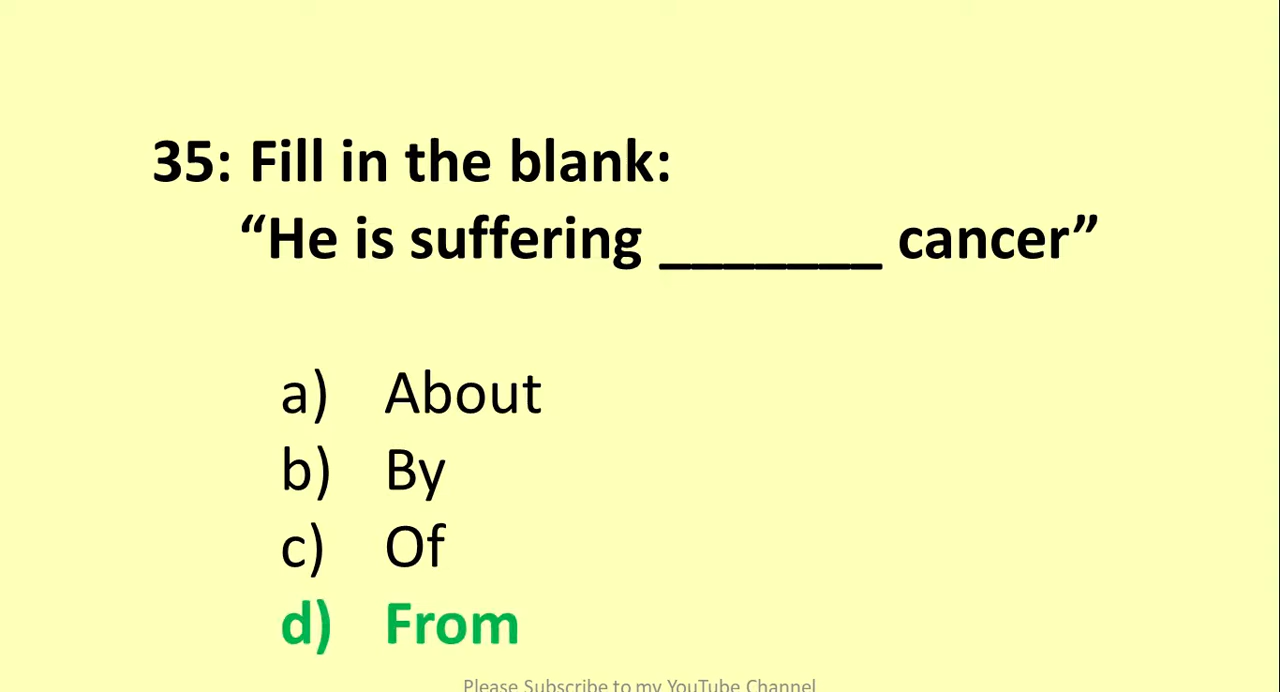 35: Fill in the blank:
“He is suffering _______ cancer”
a) About
b) By
c) Of
d) From
Please Subscribe to my YouTube Channel